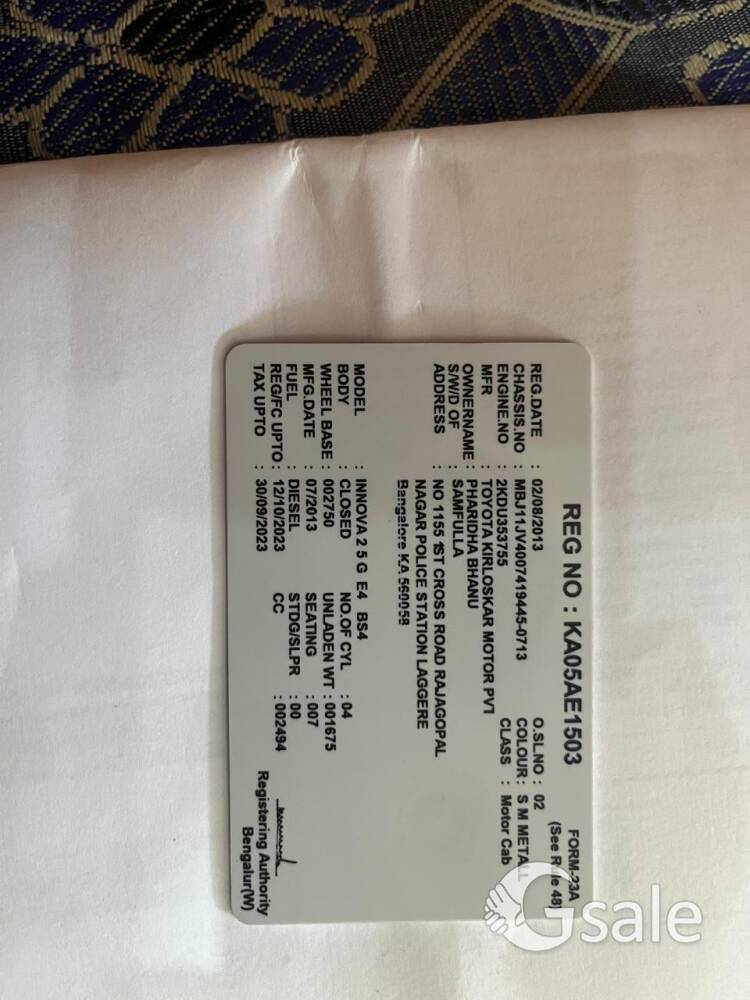 FORM-23A
(See Rule 48)
REG NO : KA05AE1503
REG.DATE : 02/08/2013 O.SL.NO : 02
CHASSIS.NO : MBJ11JV4007419445-0713 COLOUR : S M METALL
ENGINE.NO : 2KDU353755 CLASS : Motor Cab
MFR : TOYOTA KIRLOSKAR MOTOR PVT
OWNERNAME : PHARIDHA BHANU
S/W/D OF : SAMFULLA
ADDRESS : NO 1155 1ST CROSS ROAD RAJAGOPAL
NAGAR POLICE STATION LAGGERE
Bangalore KA 560058
MODEL : INNOVA 2 5 G E4 BS4
BODY : CLOSED NO.OF CYL : 04
WHEEL BASE : 002750 UNLADEN WT : 001675
MFG.DATE : 07/2013 SEATING : 007
FUEL : DIESEL STDG/SLPR : 00
REG/FC UPTO : 12/10/2023 CC : 002494
TAX UPTO : 30/09/2023
Registering Authority
Bengalur(W)
Gsale